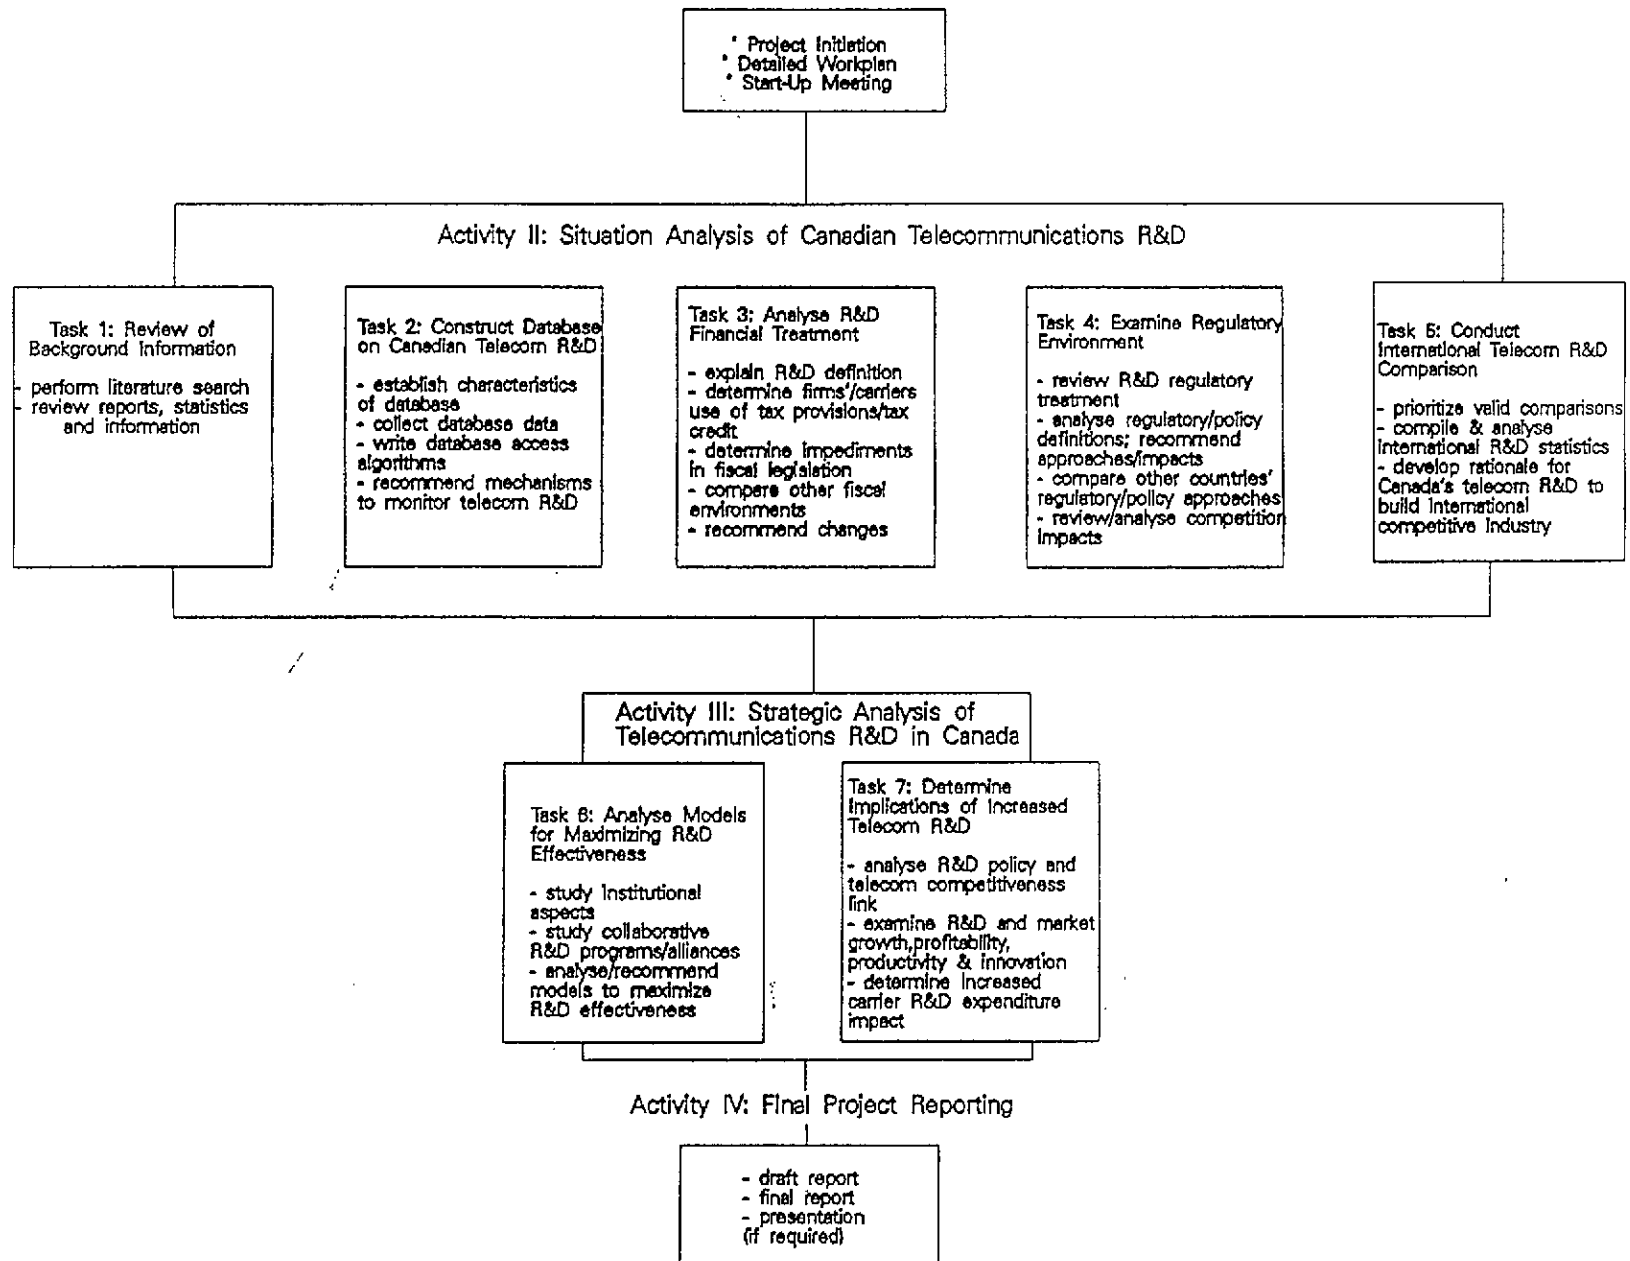 * Project Initiation
* Detailed Workplan
* Start-Up Meeting
Activity II: Situation Analysis of Canadian Telecommunications R&D
Task 1: Review of
Background Information
- perform literature search
- review reports, statistics
and information
Task 2: Construct Database
on Canadian Telecom R&D
- establish characteristics
of database
- collect database data
- write database access
algorithms
- recommend mechanisms
to monitor telecom R&D
Task 3: Analyse R&D
Financial Treatment
- explain R&D definition
- determine firms'/carriers
use of tax provisions/tax
credit
- determine impediments
in fiscal legislation
- compare other fiscal
environments
- recommend changes
Task 4: Examine Regulatory
Environment
- review R&D regulatory
treatment
- analyse regulatory/policy
definitions; recommend
approaches/impacts
- compare other countries'
regulatory/policy approaches
- review/analyse competition
impacts
Task 5: Conduct
International Telecom R&D
Comparison
- prioritize valid comparisons
- compile & analyse
international R&D statistics
- develop rationale for
Canada's telecom R&D to
build international
competitive industry
Activity III: Strategic Analysis of
Telecommunications R&D in Canada
Task 6: Analyse Models
for Maximizing R&D
Effectiveness
- study institutional
aspects
- study collaborative
R&D programs/alliances
- analyse/recommend
models to maximize
R&D effectiveness
Task 7: Determine
Implications of Increased
Telecom R&D
- analyse R&D policy and
telecom competitiveness
link
- examine R&D and market
growth,profitability,
productivity & innovation
- determine increased
carrier R&D expenditure
impact
Activity IV: Final Project Reporting
- draft report
- final report
- presentation
(if required)